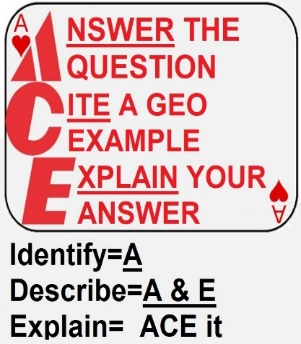 A
ANSWER THE
QUESTION
CITE A GEO
EXAMPLE
EXPLAIN YOUR
ANSWER
A
Identify=A
Describe=A & E
Explain= ACE it